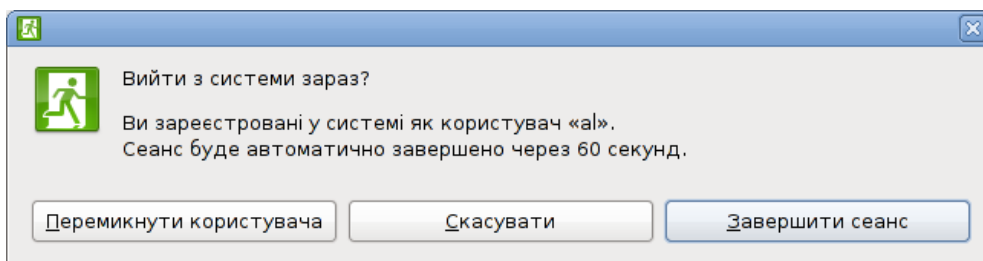 Вийти з системи зараз?
Ви зареєстровані у системі як користувач «al».
Сеанс буде автоматично завершено через 60 секунд.
Перемикнути користувача
Скасувати
Завершити сеанс